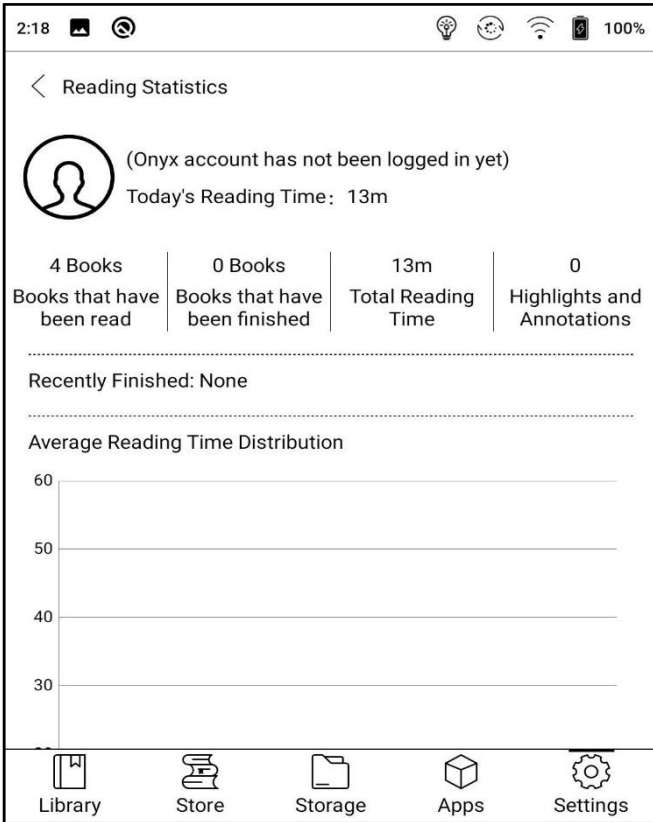 2:18 100%
Reading Statistics
(Onyx account has not been logged in yet)
Today's Reading Time： 13m
4 Books 0 Books 13m 0
Books that have Books that have Total Reading Highlights and
been read been finished Time Annotations
Recently Finished: None
Average Reading Time Distribution
60
50
40
30
Library Store Storage Apps Settings